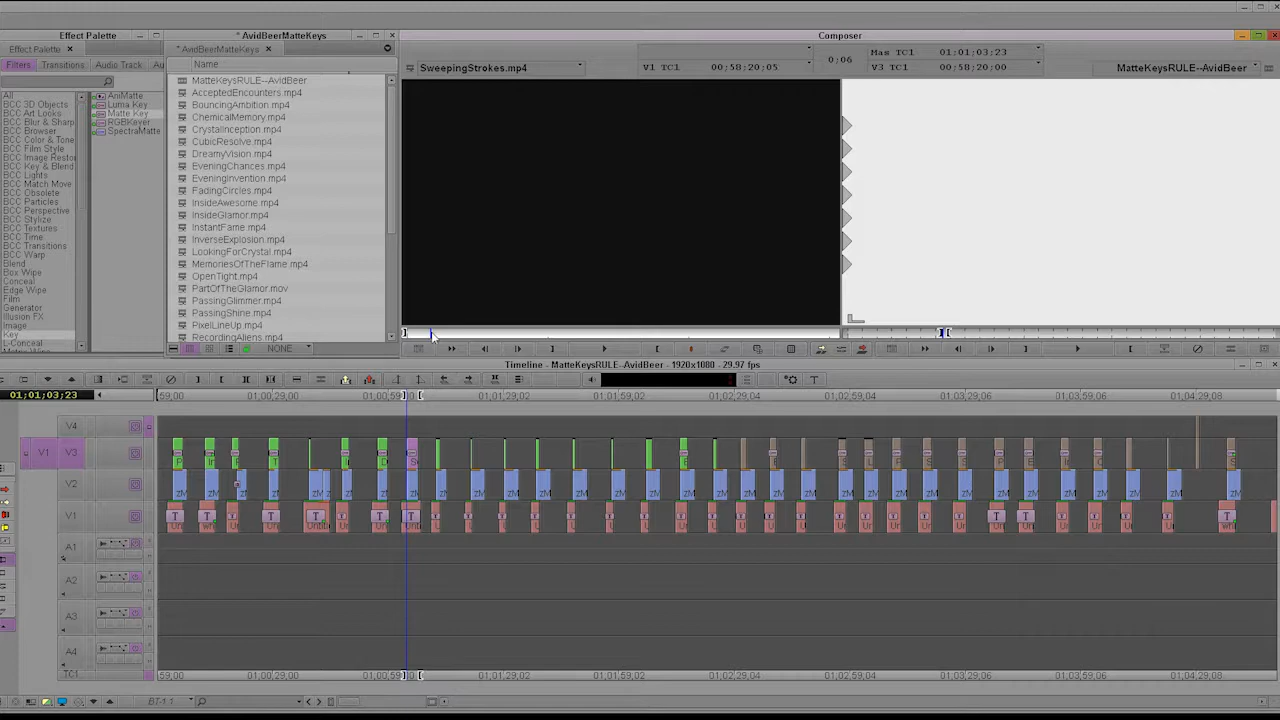 Effect Palette
* AvidBeerMatteKeys
Composer
Effect Palette
* AvidBeerMatteKeys
Mas TC1 01:01:03:23
SweepingStrokes.mp4
V1 TC1 00:58:20:05
0;06
V3 TC1 00:58:20:00
MatteKeysRULE--AvidBeer
Filters
Transitions
Audio Track
Au
Name
All
BCC 3D Objects
BCC Art Looks
BCC Blur & Sharp
BCC Browser
BCC Color & Tone
BCC Film Style
BCC Image Restor
BCC Key & Blend
BCC Lights
BCC Match Move
BCC Obsolete
BCC Particles
BCC Perspective
BCC Stylize
BCC Textures
BCC Time
BCC Transitions
BCC Warp
Blend
Box Wipe
Conceal
Edge Wipe
Film
Generator
Illusion FX
Image
Key
L-Conceal
AniMatte
Luma Key
Matte Key
RGBKeyer
SpectraMatte
MatteKeysRULE--AvidBeer
AcceptedEncounters.mp4
BouncingAmbition.mp4
ChemicalMemory.mp4
CrystalInception.mp4
CubicResolve.mp4
DreamyVision.mp4
EveningChances.mp4
EveningInvention.mp4
FadingCircles.mp4
InsideAwesome.mp4
InsideGlamor.mp4
InstantFame.mp4
InverseExplosion.mp4
LookingForCrystal.mp4
MemoriesOfTheFlame.mp4
OpenTight.mp4
PartOfTheGlamor.mov
PassingGlimmer.mp4
PassingShine.mp4
PixelLineUp.mp4
RecordingAliens.mp4
NONE
Timeline - MatteKeysRULE--AvidBeer - 1920x1080 - 29.97 fps
01;01;03;23
59,00
01,00,29,00
01,00,59,00
01,01,29,02
01,01,59,02
01,02,29,04
01,02,59,04
01,03,29,06
01,03,59,06
01,04,29,08
V4
V1 V3
V2
V1
A1
A2
A3
A4
TC1
59,00
01,00,29,00
01,00,59,00
01,01,29,02
01,01,59,02
01,02,29,04
01,02,59,04
01,03,29,06
01,03,59,06
01,04,29,08
BT-1 1